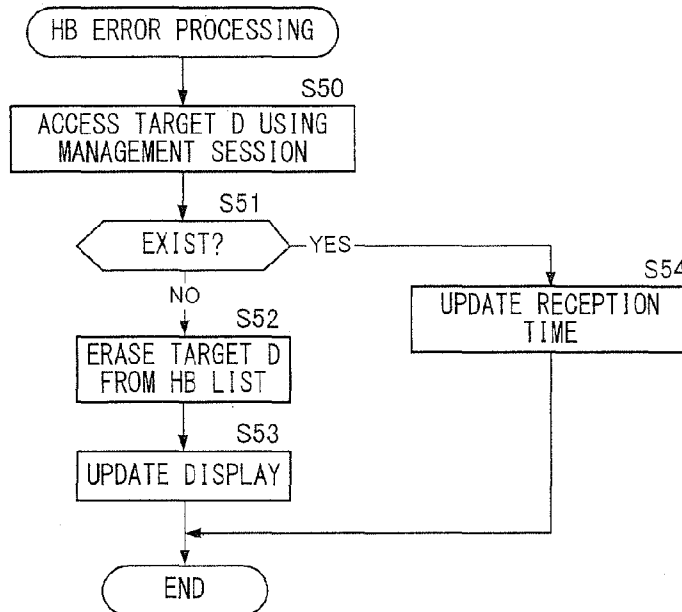 HB ERROR PROCESSING
S50
ACCESS TARGET D USING
MANAGEMENT SESSION
S51
EXIST?
YES
NO
S54
UPDATE RECEPTION
TIME
S52
ERASE TARGET D
FROM HB LIST
S53
UPDATE DISPLAY
END